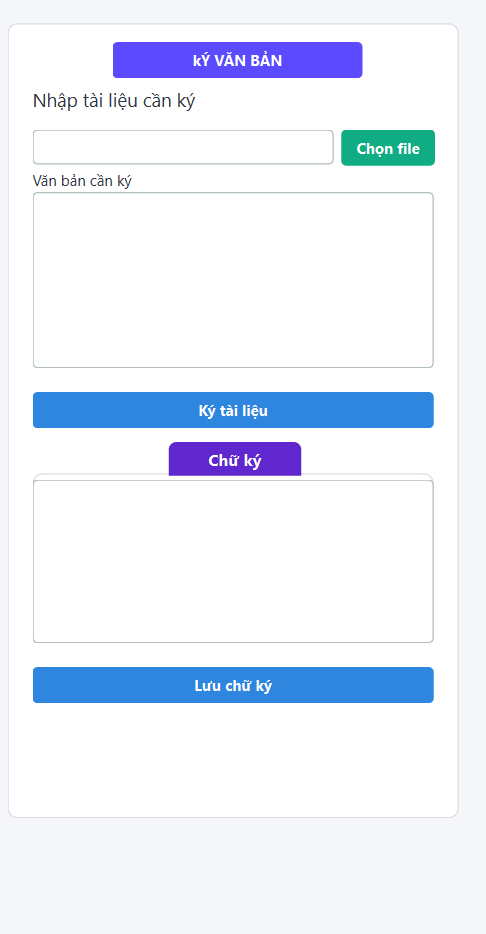 kÝ VĂN BẢN
Nhập tài liệu cần ký
Chọn file
Văn bản cần ký
Ký tài liệu
Chữ ký
Lưu chữ ký